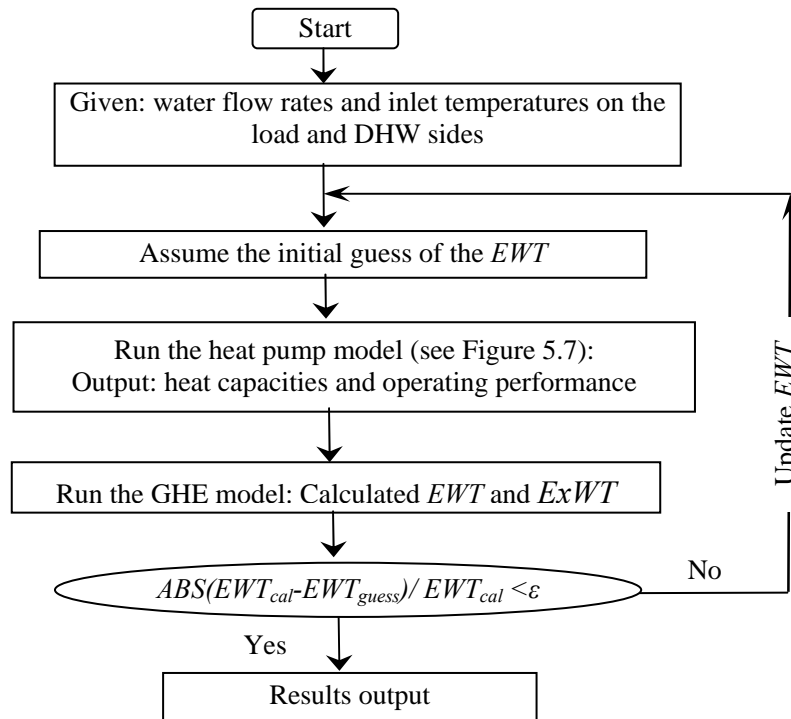 Start
Given: water flow rates and inlet temperatures on the
load and DHW sides
Assume the initial guess of the EWT
Run the heat pump model (see Figure 5.7):
Output: heat capacities and operating performance
Update EWT
Run the GHE model: Calculated EWT and ExWT
ABS(EWTcal-EWTguess)/ EWTcal <ε
No
Yes
Results output